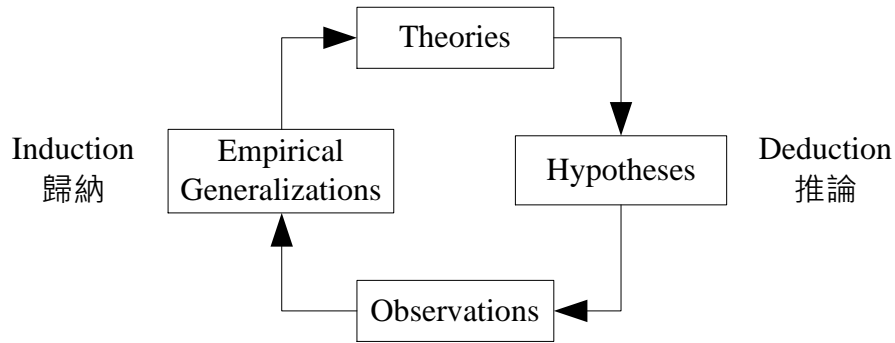 Theories
Induction
歸納
Empirical
Generalizations
Hypotheses
Deduction
推論
Observations